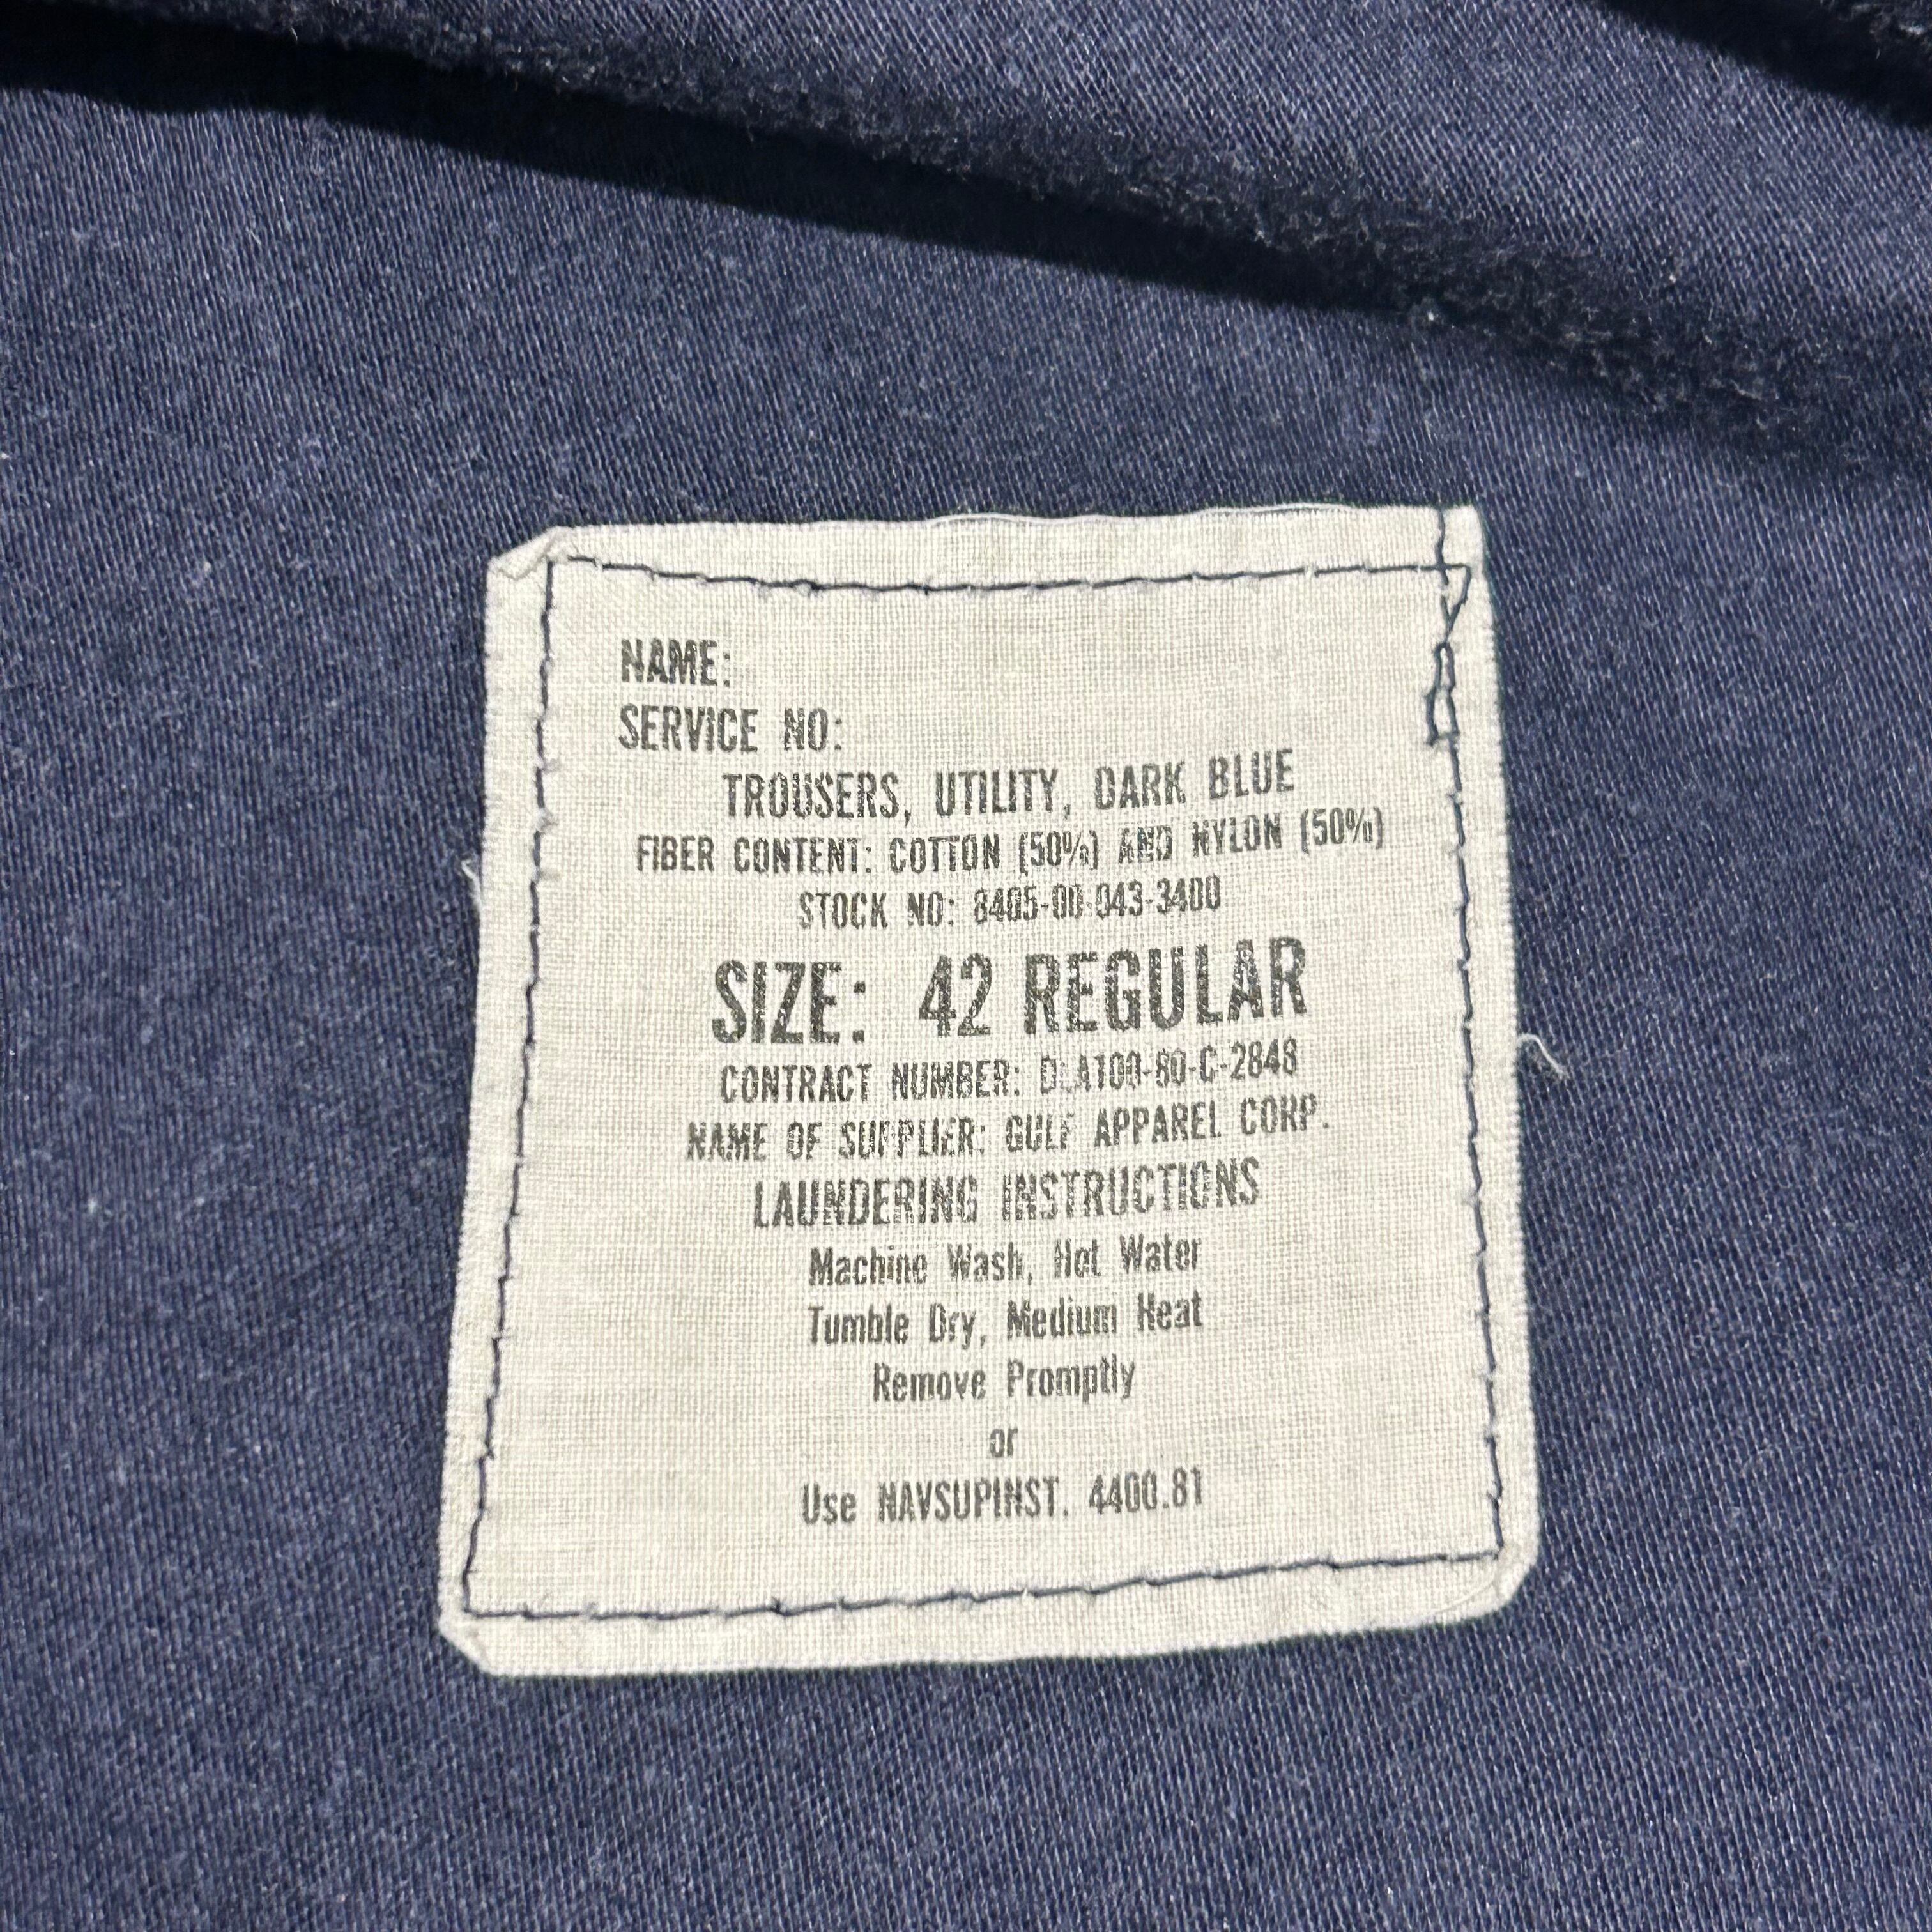 NAME:
SERVICE NO:
TROUSERS, UTILITY, DARK BLUE
FIBER CONTENT: COTTON (50%) AND NYLON (50%)
STOCK NO: 8405-00-043-3400
SIZE: 42 REGULAR
CONTRACT NUMBER: DLA100-80-C-2848
NAME OF SUPPLIER: GULF APPAREL CORP.
LAUNDERING INSTRUCTIONS
Machine Wash, Hot Water
Tumble Dry, Medium Heat
Remove Promptly
or
Use NAVSUPINST. 4400.81